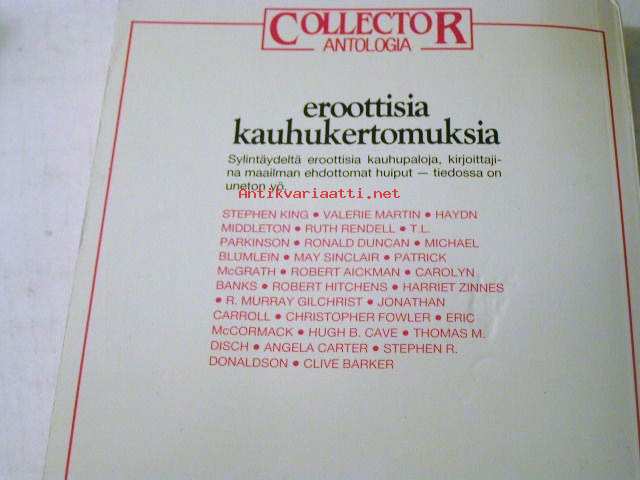 COLLECTOR
ANTOLOGIA
eroottisia
kauhukertomuksia
Sylintäydeltä eroottisia kauhupaloja, kirjoittaji-
na maailman ehdottomat huiput — tiedossa on
uneton yö.
Antikvariaatti.net
STEPHEN KING ● VALERIE MARTIN ● HAYDN
MIDDLETON ● RUTH RENDELL ● T.L.
PARKINSON ● RONALD DUNCAN ● MICHAEL
BLUMLEIN ● MAY SINCLAIR ● PATRICK
McGRATH ● ROBERT AICKMAN ● CAROLYN
BANKS ● ROBERT HITCHENS ● HARRIET ZINNES
● R. MURRAY GILCHRIST ● JONATHAN
CARROLL ● CHRISTOPHER FOWLER ● ERIC
McCORMACK ● HUGH B. CAVE ● THOMAS M.
DISCH ● ANGELA CARTER ● STEPHEN R.
DONALDSON ● CLIVE BARKER